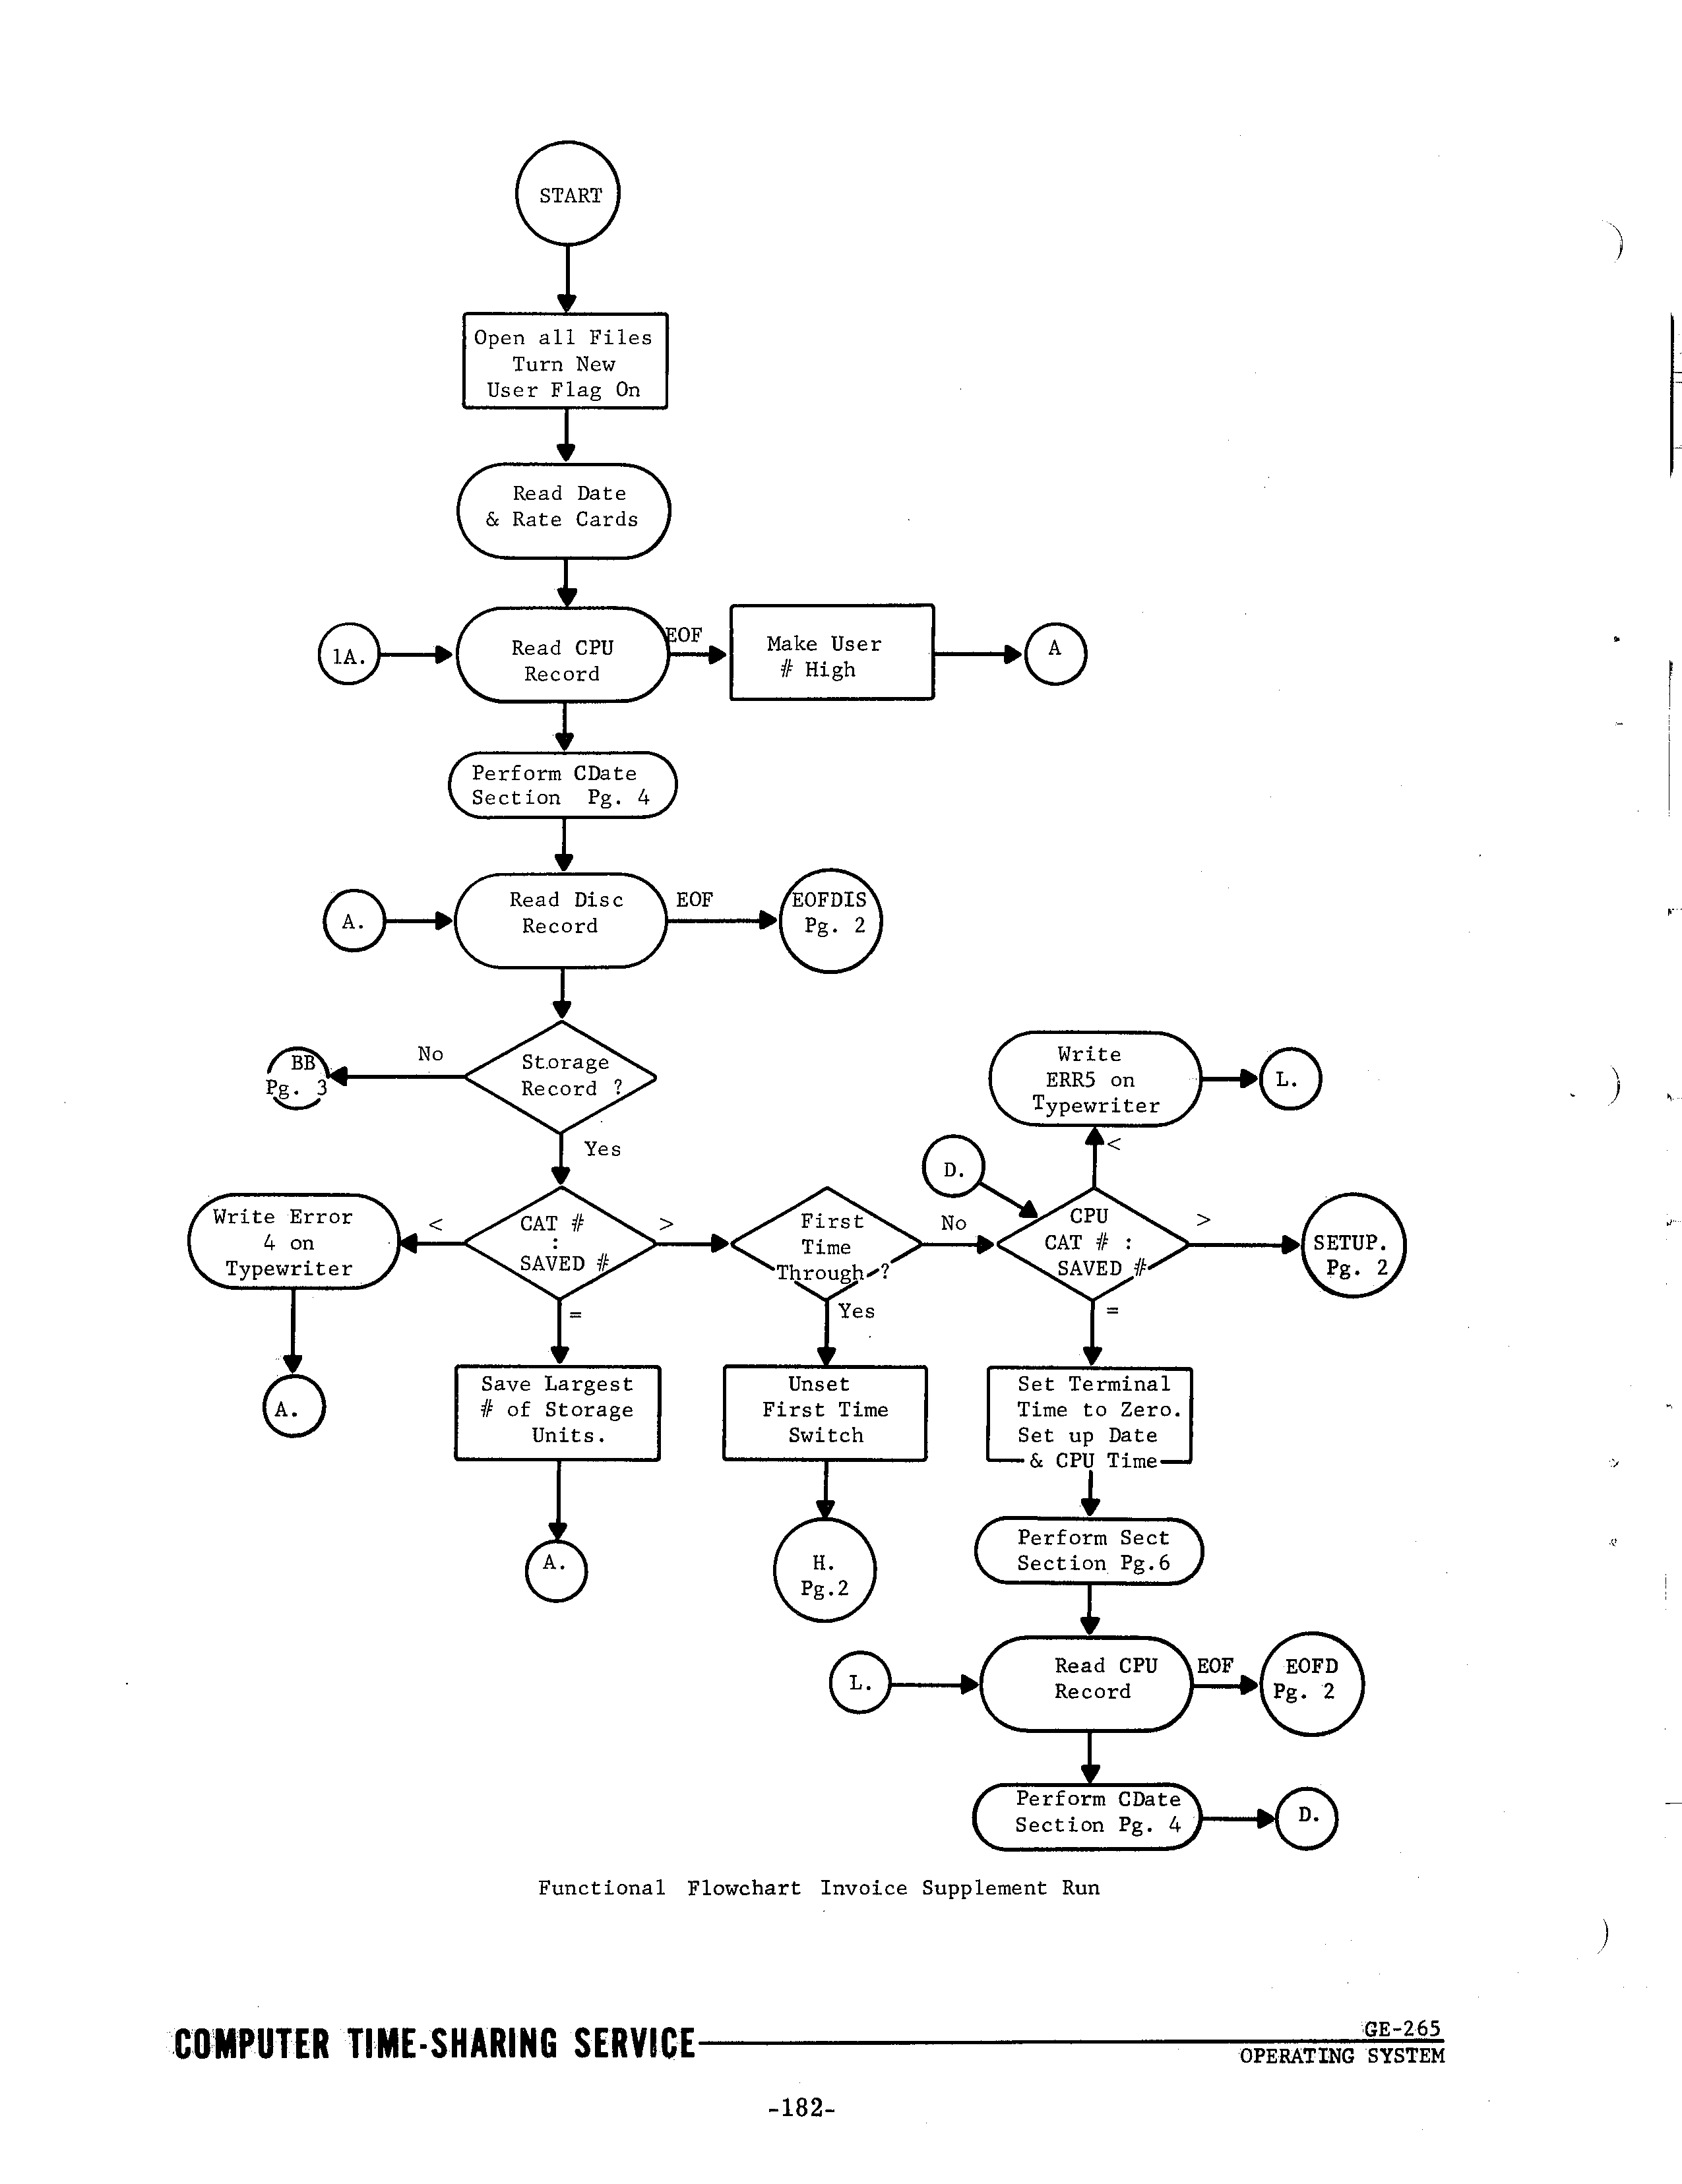 START
Open all Files
Turn New
User Flag On
Read Date
& Rate Cards
1A.
Read CPU
Record
EOF
Make User
# High
A
Perform CDate
Section Pg. 4
A.
Read Disc
Record
EOF
EOFDIS
Pg. 2
BB
Pg. 3
No
Storage
Record ?
Yes
Write
ERR5 on
Typewriter
L.
<
D.
Write Error
4 on
Typewriter
<
CAT #
:
SAVED #
>
First
Time
Through ?
No
CPU
CAT # :
SAVED #
>
SETUP.
Pg. 2
=
Yes
=
A.
Save Largest
# of Storage
Units.
Unset
First Time
Switch
Set Terminal
Time to Zero.
Set up Date
& CPU Time
A.
H.
Pg.2
Perform Sect
Section Pg.6
L.
Read CPU
Record
EOF
EOFD
Pg. 2
Perform CDate
Section Pg. 4
D.
Functional Flowchart Invoice Supplement Run
COMPUTER TIME-SHARING SERVICE
GE-265
OPERATING SYSTEM
-182-